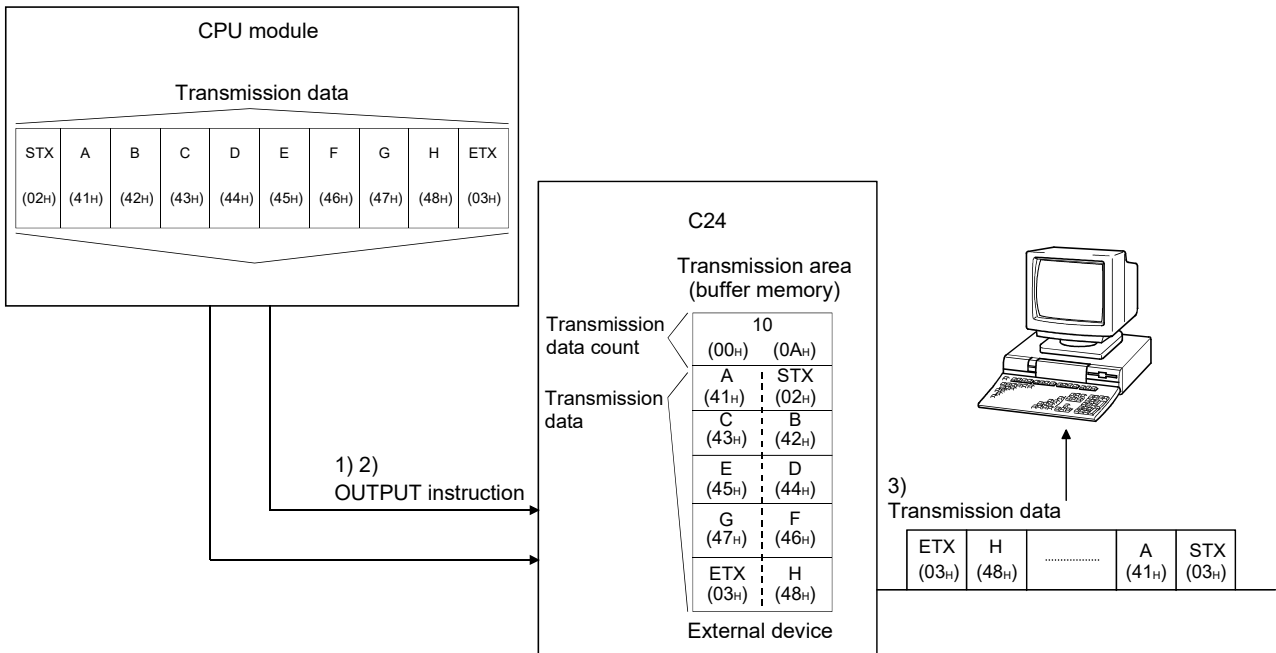 CPU module
Transmission data
STX A B C D E F G H ETX
(02H) (41H) (42H) (43H) (44H) (45H) (46H) (47H) (48H) (03H)
C24
Transmission area
(buffer memory)
Transmission
data count
10
(00H) (0AH)
Transmission
data
A STX
(41H) (02H)
C B
(43H) (42H)
E D
(45H) (44H)
G F
(47H) (46H)
ETX H
(03H) (48H)
External device
1) 2)
OUTPUT instruction
3)
Transmission data
ETX H ................ A STX
(03H) (48H) (41H) (03H)